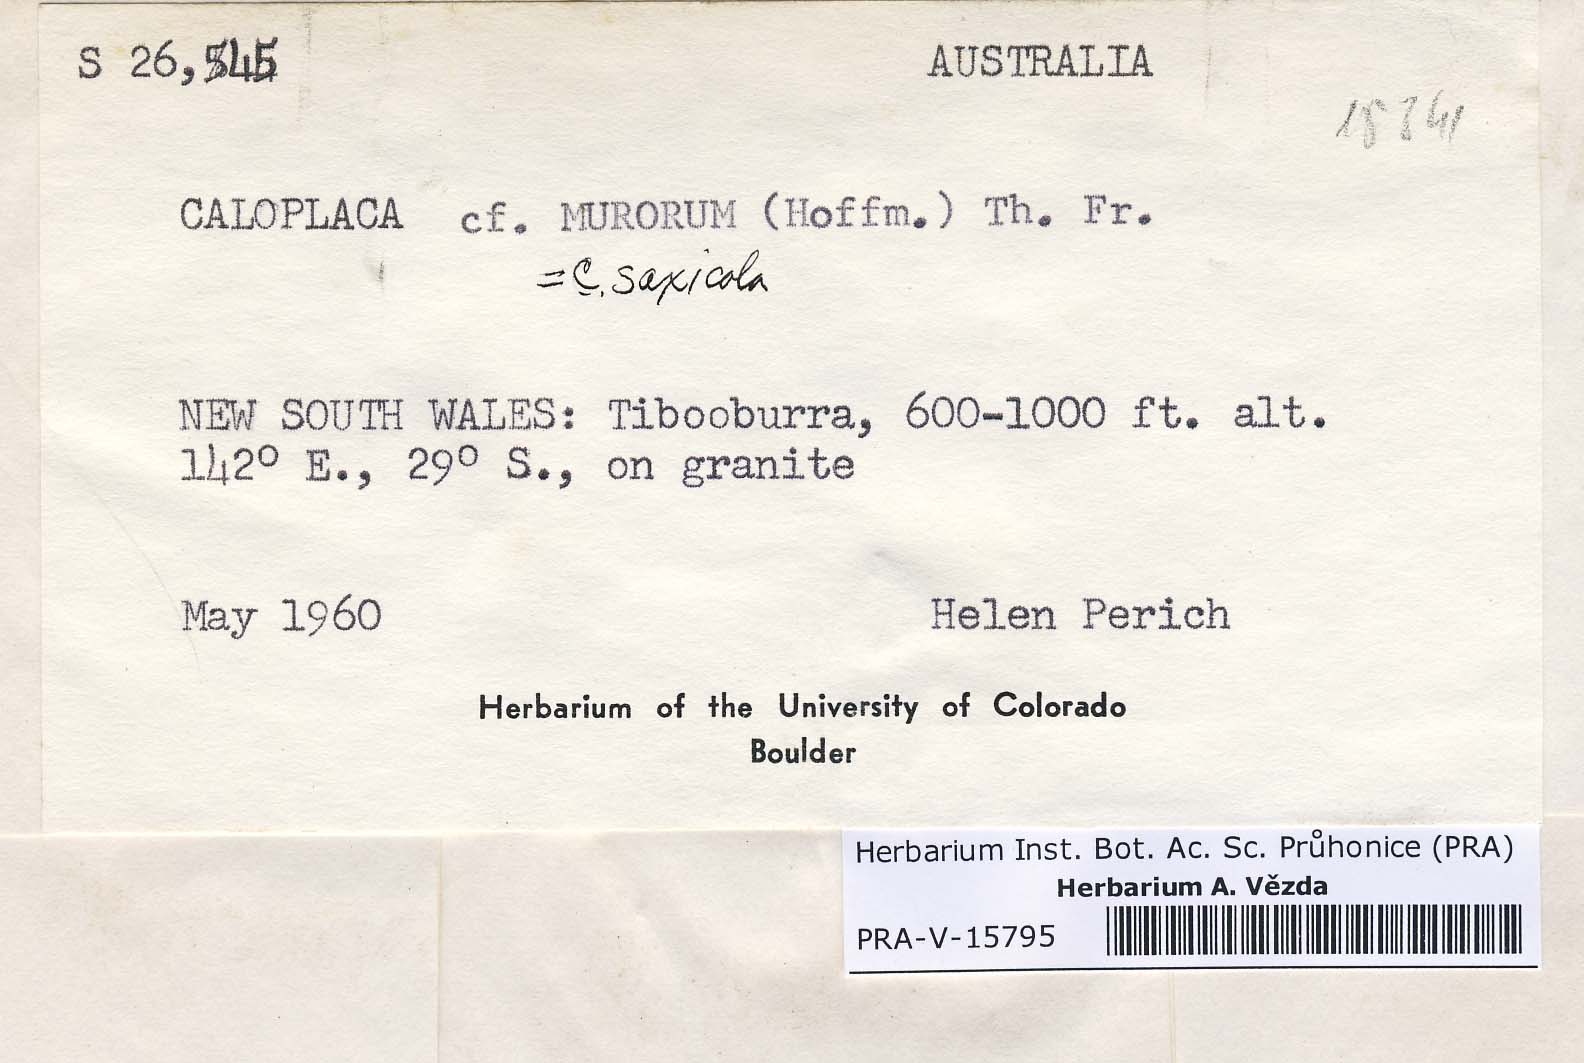 S 26,545
AUSTRALIA
CALOPLACA cf. MURORUM (Hoffm.) Th. Fr.
= C. saxicola
NEW SOUTH WALES: Tibooburra, 600-1000 ft. alt.
142° E., 29° S., on granite
May 1960 Helen Perich
Herbarium of the University of Colorado
Boulder
Herbarium Inst. Bot. Ac. Sc. Průhonice (PRA)
Herbarium A. Vězda
PRA-V-15795